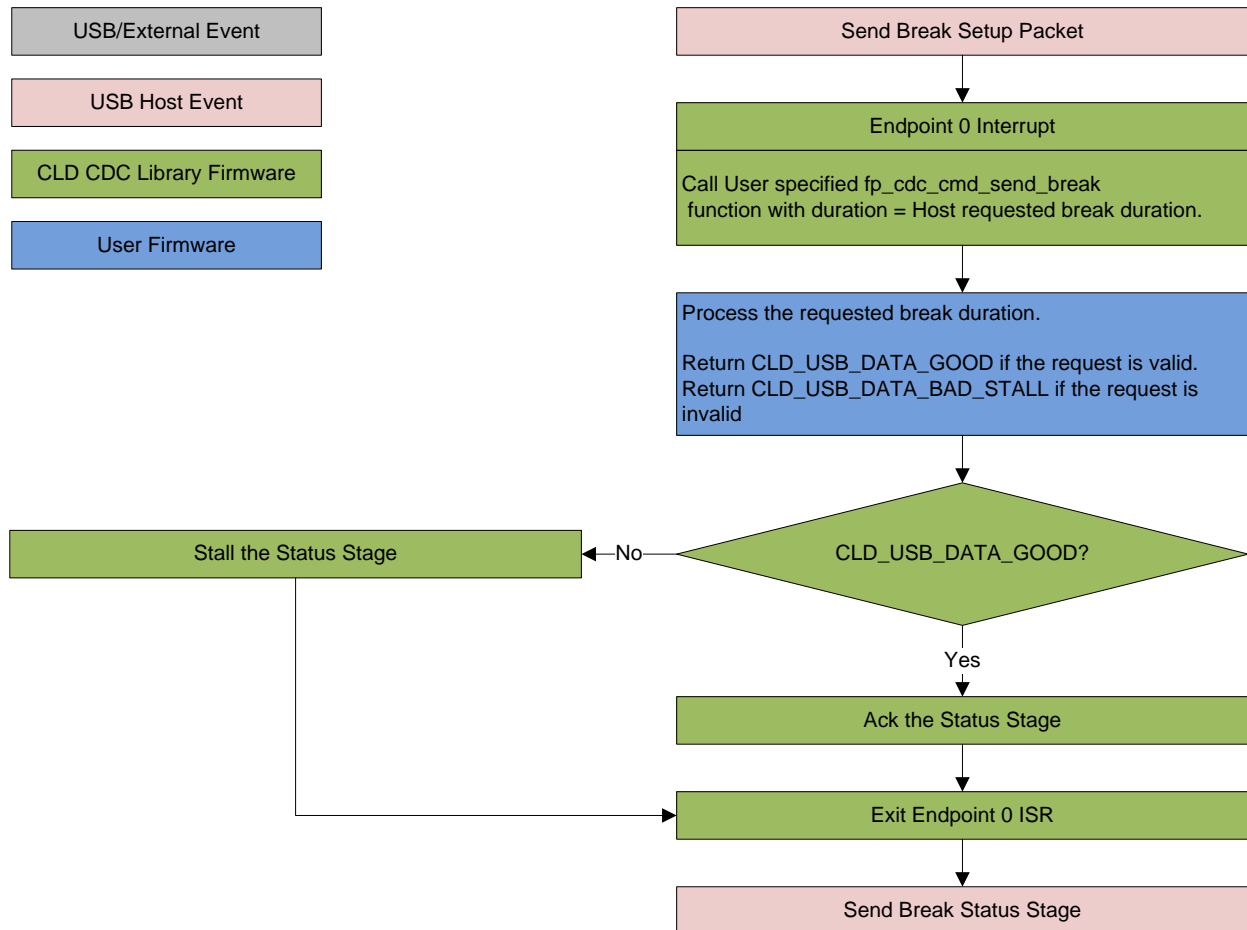 USB/External Event
USB Host Event
CLD CDC Library Firmware
User Firmware
Send Break Setup Packet
Endpoint 0 Interrupt
Call User specified fp_cdc_cmd_send_break
function with duration = Host requested break duration.
Process the requested break duration.
Return CLD_USB_DATA_GOOD if the request is valid.
Return CLD_USB_DATA_BAD_STALL if the request is
invalid
CLD_USB_DATA_GOOD?
No
Stall the Status Stage
Yes
Ack the Status Stage
Exit Endpoint 0 ISR
Send Break Status Stage